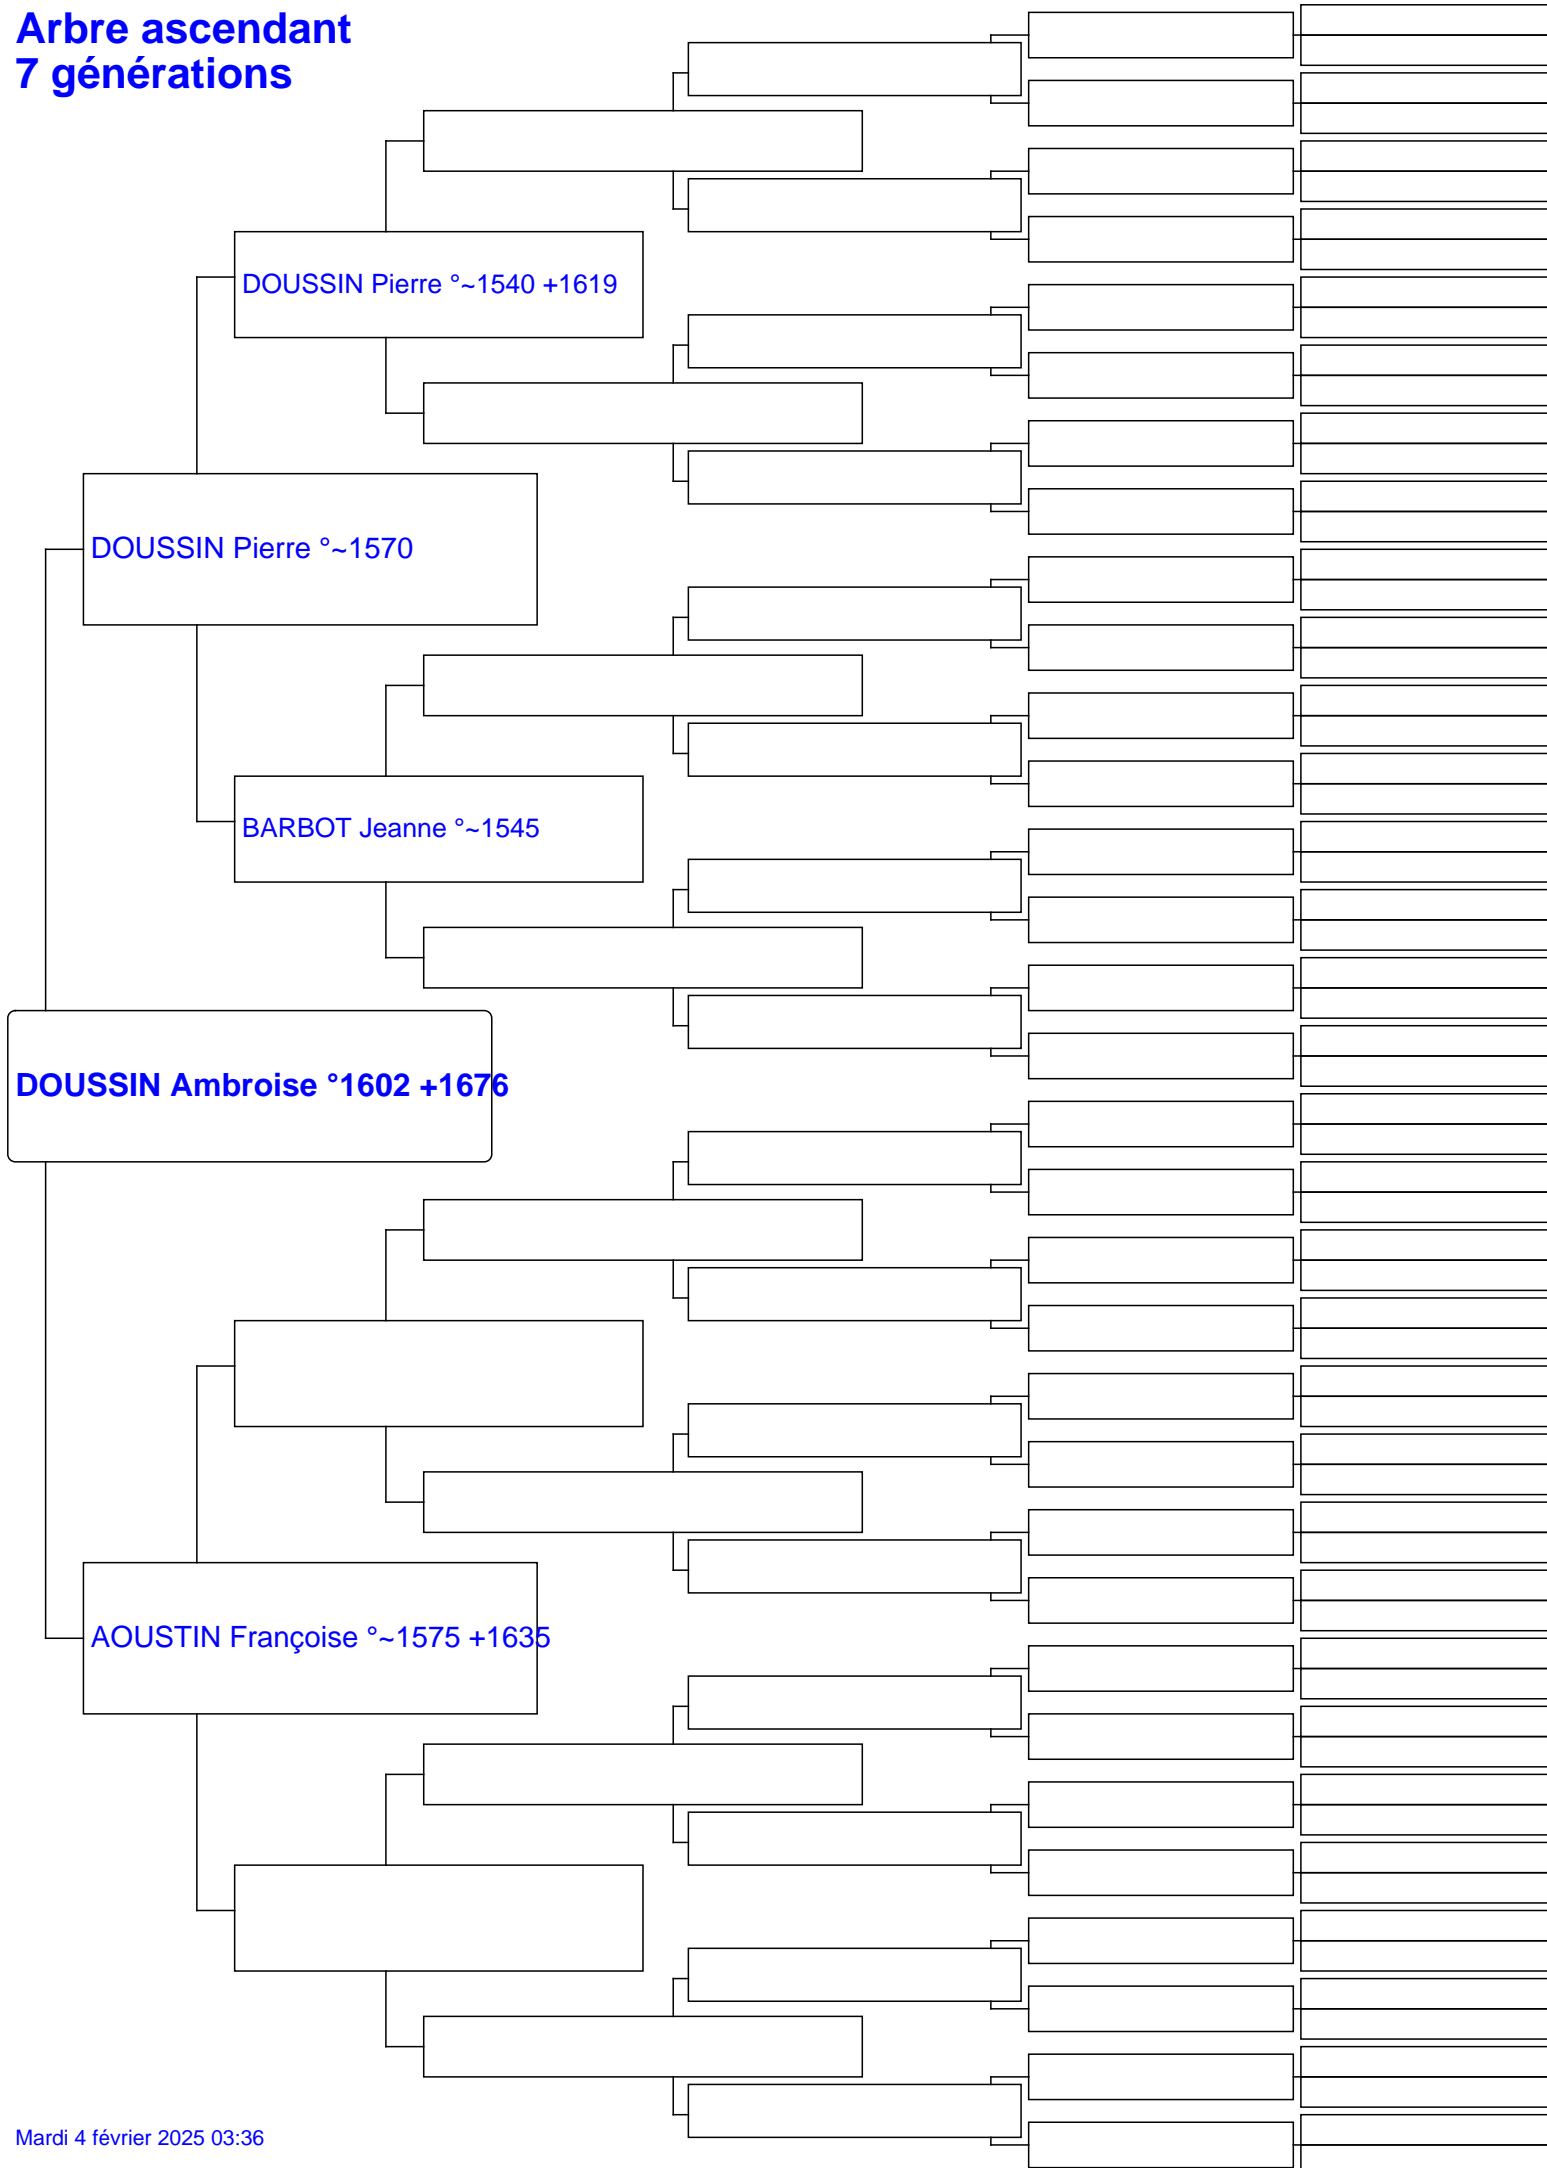 Arbre ascendant
7 générations
DOUSSIN Pierre °~1540 +1619
DOUSSIN Pierre °~1570
BARBOT Jeanne °~1545
DOUSSIN Ambroise °1602 +1676
AOUSTIN Françoise °~1575 +1635
Mardi 4 février 2025 03:36